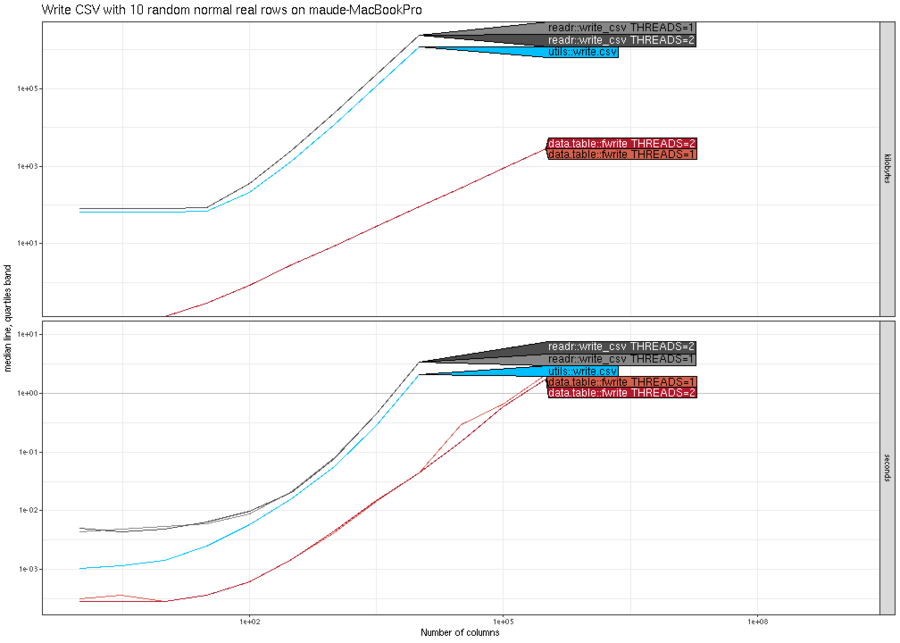 Write CSV with 10 random normal real rows on maude-MacBookPro
readr::write_csv THREADS=1
readr::write_csv THREADS=2
utils::write.csv
1e+05
data.table::fwrite THREADS=2
data.table::fwrite THREADS=1
1e+03
kilobytes
1e+01
median line, quartiles band
1e+01
readr::write_csv THREADS=2
readr::write_csv THREADS=1
utils::write.csv
data.table::fwrite THREADS=1
1e+00
data.table::fwrite THREADS=2
1e-01
seconds
1e-02
1e-03
1e+02
1e+05
1e+08
Number of columns